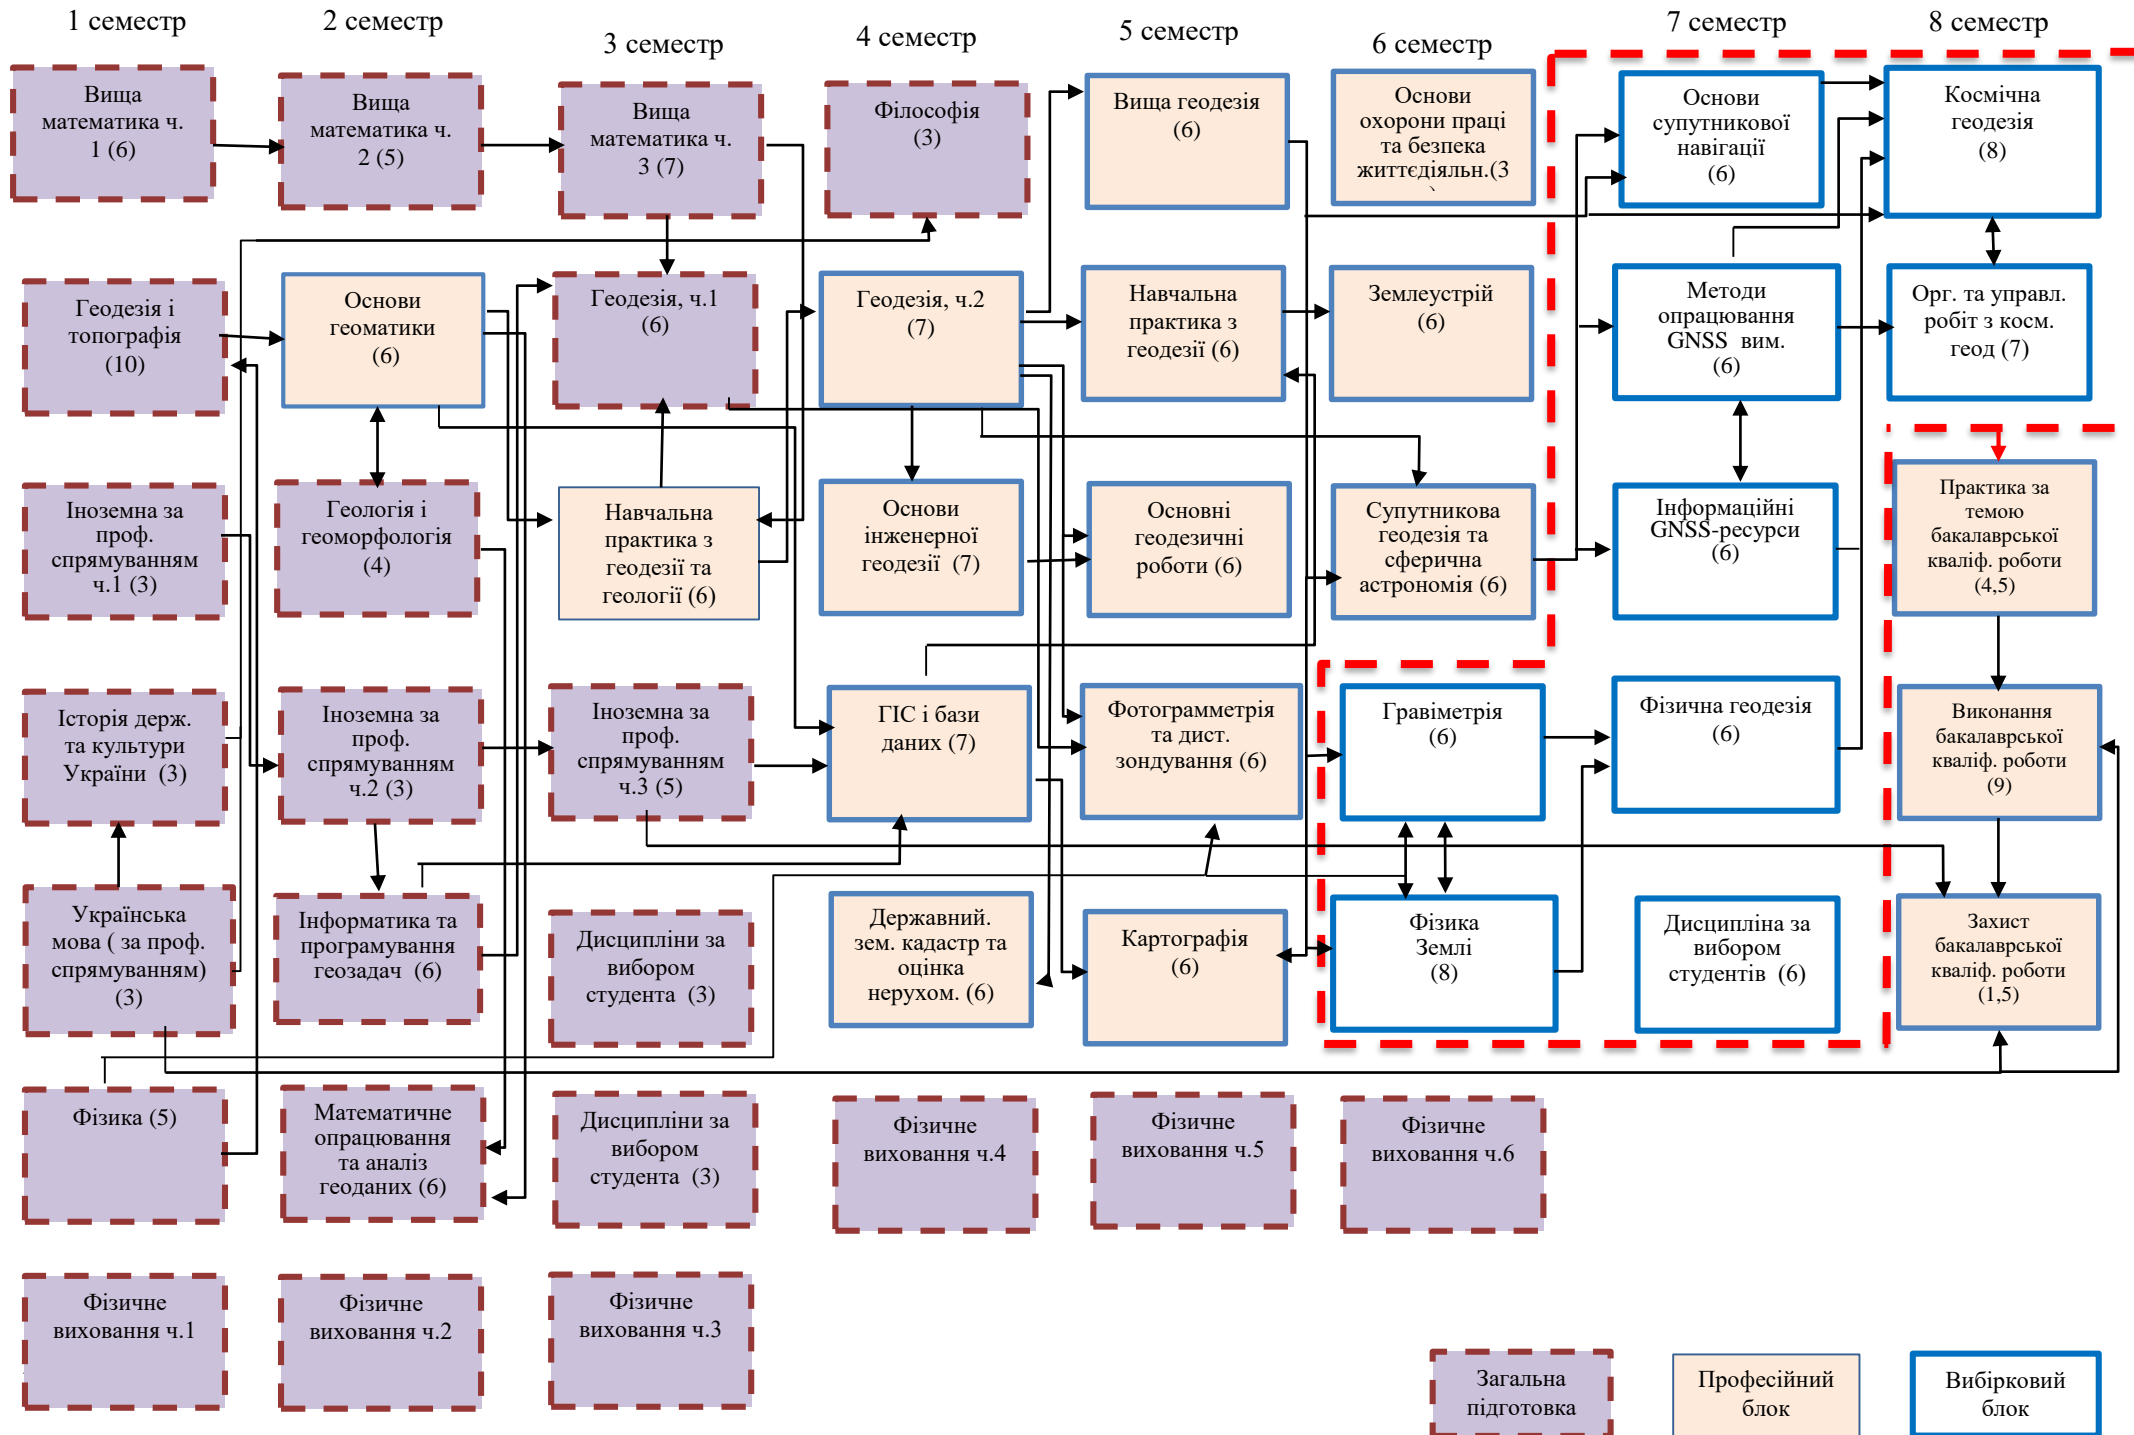 1 семестр
2 семестр
3 семестр
4 семестр
5 семестр
6 семестр
7 семестр
8 семестр
Вища
математика ч.
1 (6)
Вища
математика ч.
2 (5)
Вища
математика ч.
3 (7)
Філософія
(3)
Вища геодезія
(6)
Основи
охорони праці
та безпека
життєдіяльн.(3
Основи
супутникової
навігації
(6)
Космічна
геодезія
(8)
Геодезія і
топографія
(10)
Основи
геоматики
(6)
Геодезія, ч.1
(6)
Геодезія, ч.2
(7)
Навчальна
практика з
геодезії (6)
Землеустрій
(6)
Методи
опрацювання
GNSS вим.
(6)
Орг. та управл.
робіт з косм.
геод (7)
Іноземна за
проф.
спрямуванням
ч.1 (3)
Геологія і
геоморфологія
(4)
Навчальна
практика з
геодезії та
геології (6)
Основи
інженерної
геодезії (7)
Основні
геодезичні
роботи (6)
Супутникова
геодезія та
сферична
астрономія (6)
Інформаційні
GNSS-ресурси
(6)
Практика за
темою
бакалаврської
кваліф. роботи
(4,5)
Історія держ.
та культури
України (3)
Іноземна за
проф.
спрямуванням
ч.2 (3)
Іноземна за
проф.
спрямуванням
ч.3 (5)
ГІС і бази
даних (7)
Фотограмметрія
та дист.
зондування (6)
Гравіметрія
(6)
Фізична геодезія
(6)
Виконання
бакалаврської
кваліф. роботи
(9)
Українська
мова ( за проф.
спрямуванням)
(3)
Інформатика та
програмування
геозадач (6)
Дисципліни за
вибором
студента (3)
Державний.
зем. кадастр та
оцінка
нерухом. (6)
Картографія
(6)
Фізика
Землі
(8)
Дисципліна за
вибором
студентів (6)
Захист
бакалаврської
кваліф. роботи
(1,5)
Фізика (5)
Математичне
опрацювання
та аналіз
геоданих (6)
Дисципліни за
вибором
студента (3)
Фізичне
виховання ч.4
Фізичне
виховання ч.5
Фізичне
виховання ч.6
Фізичне
виховання ч.1
Фізичне
виховання ч.2
Фізичне
виховання ч.3
Загальна
підготовка
Професійний
блок
Вибірковий
блок